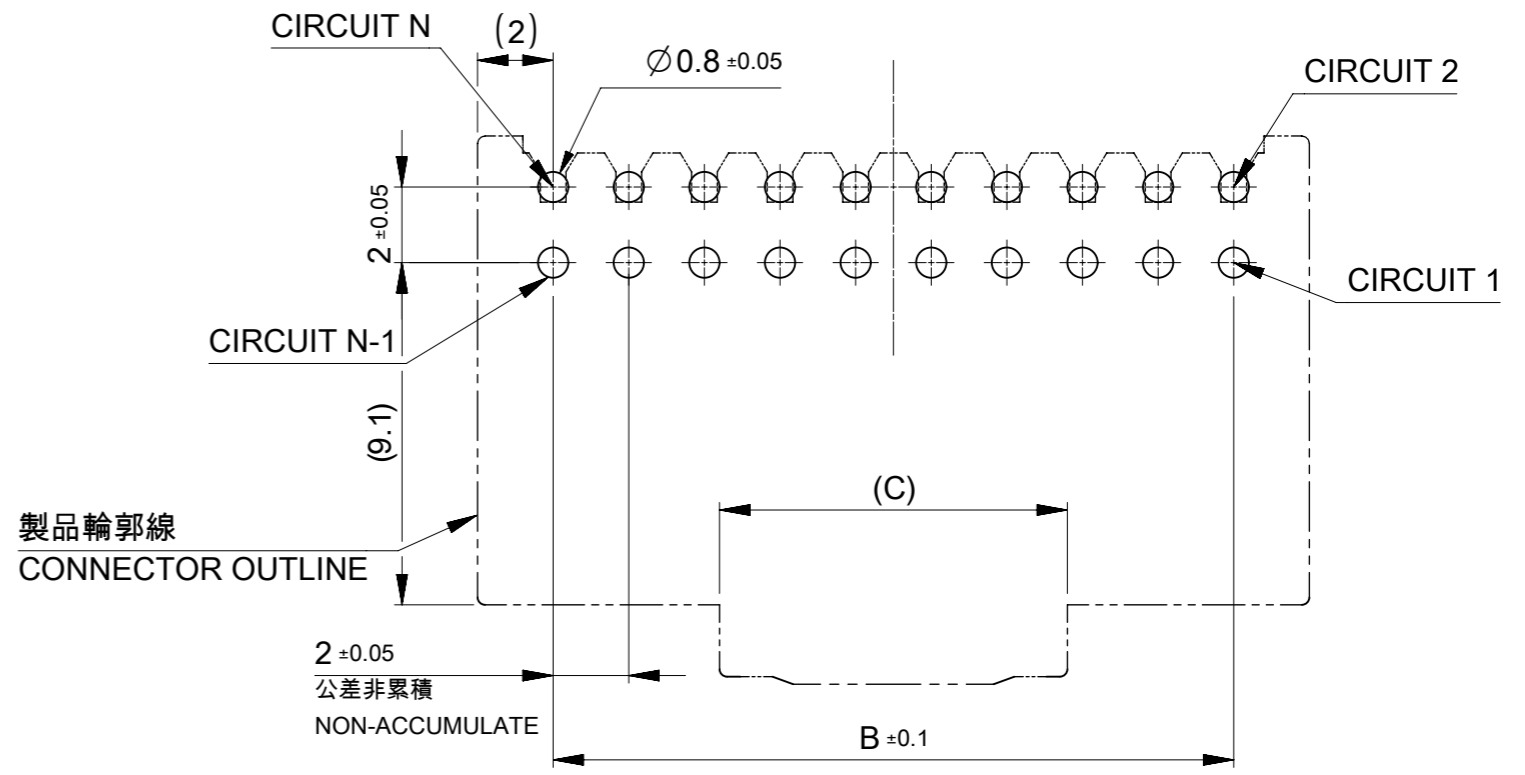 CIRCUIT N
(2)
∅0.8 ±0.05
CIRCUIT 2
2 ±0.05
CIRCUIT 1
CIRCUIT N-1
(9.1)
(C)
製品輪郭線
CONNECTOR OUTLINE
2 ±0.05
公差非累積
NON-ACCUMULATE
B ±0.1